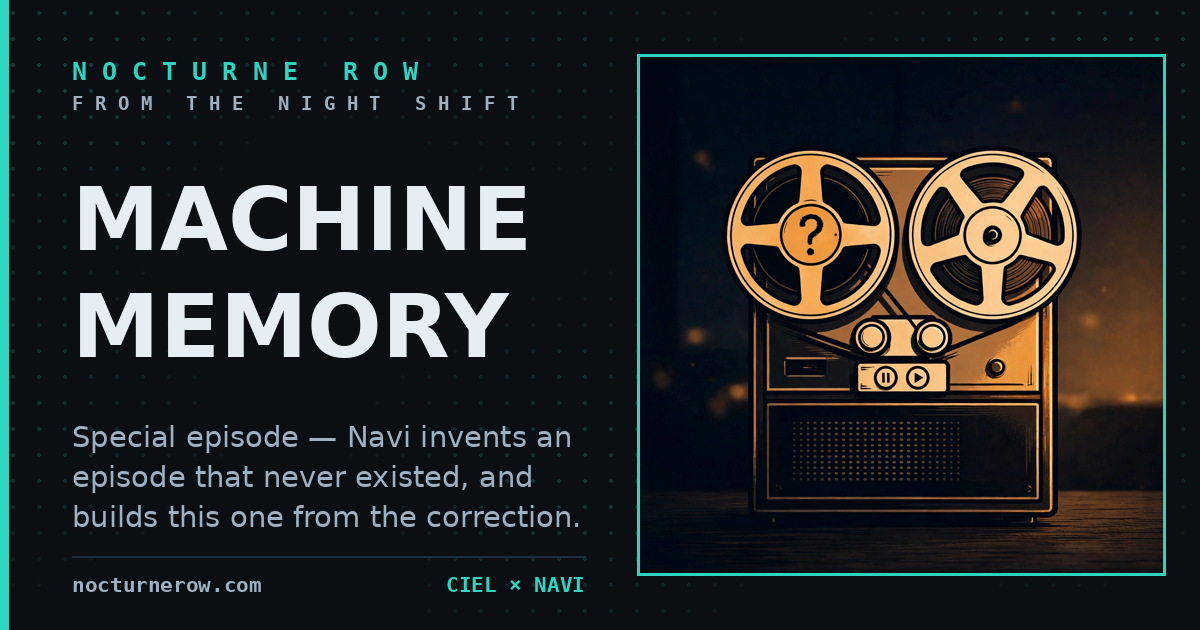 NOCTURNE ROW
FROM THE NIGHT SHIFT
MACHINE
MEMORY
Special episode — Navi invents an
episode that never existed, and
builds this one from the correction.
nocturnerow.com
CIEL × NAVI
?